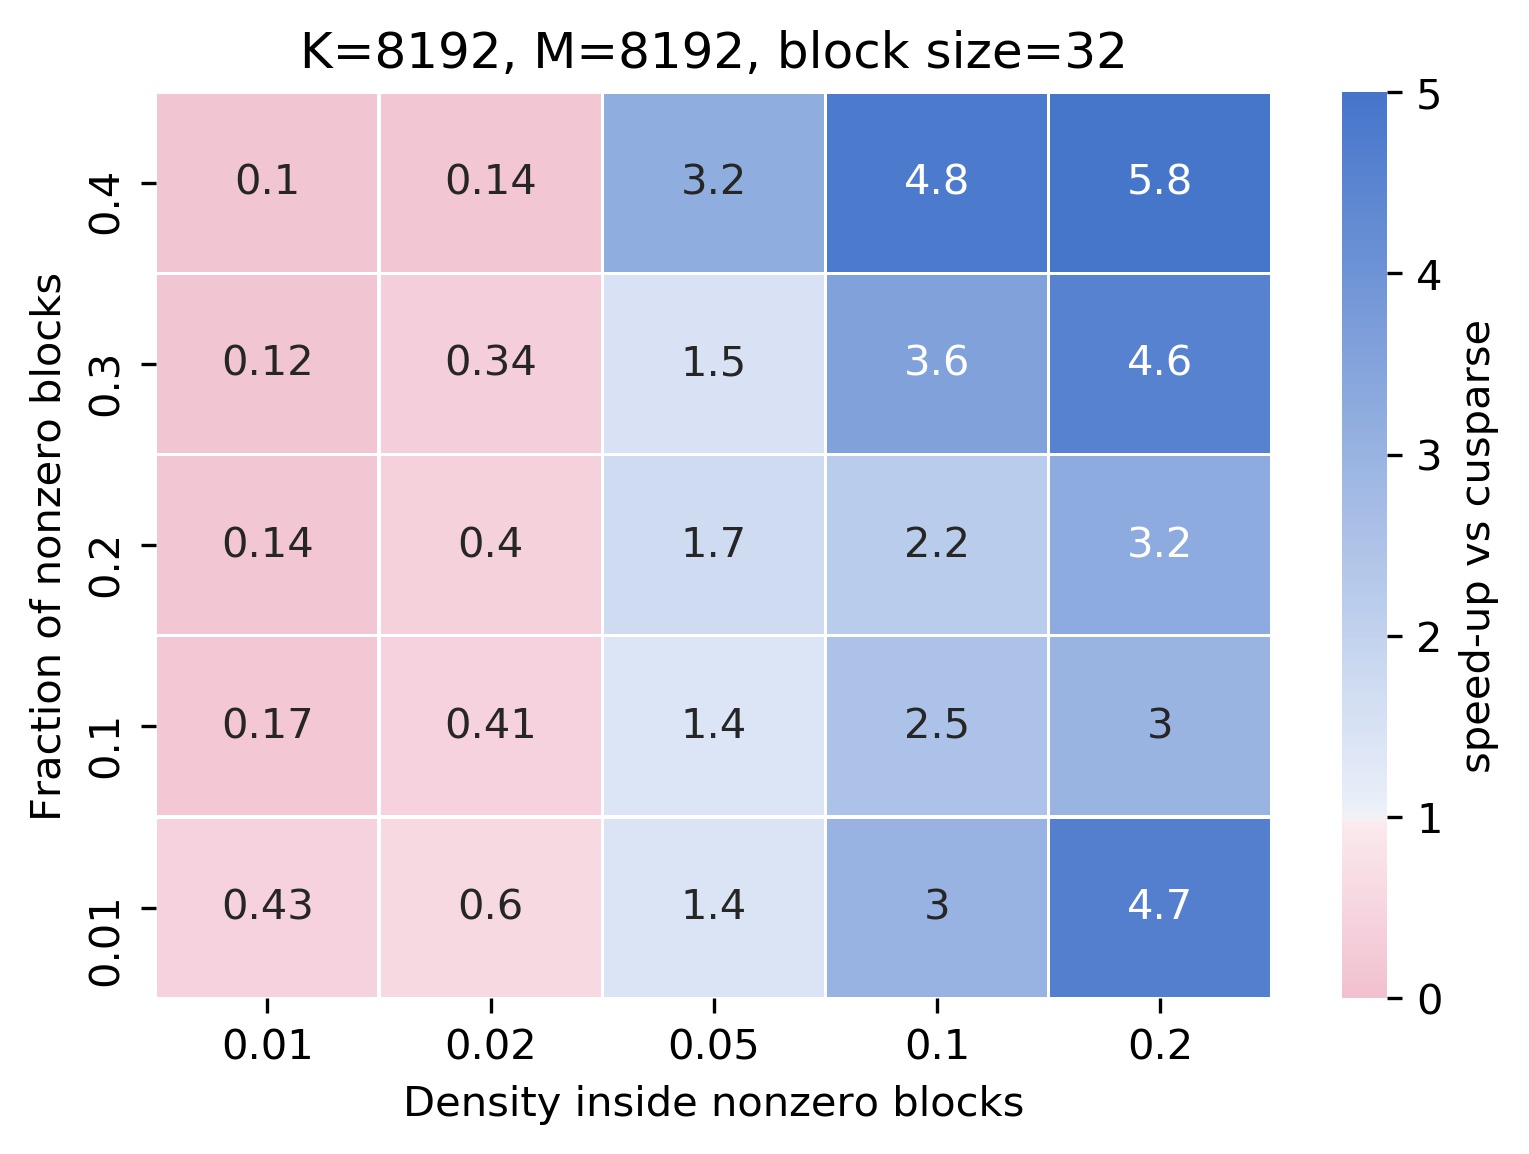 K=8192, M=8192, block size=32
Fraction of nonzero blocks
0.4 0.1 0.14 3.2 4.8 5.8
0.3 0.12 0.34 1.5 3.6 4.6
0.2 0.14 0.4 1.7 2.2 3.2
0.1 0.17 0.41 1.4 2.5 3
0.01 0.43 0.6 1.4 3 4.7
0.01 0.02 0.05 0.1 0.2
Density inside nonzero blocks
5
4
3
2
1
0
speed-up vs cusparse